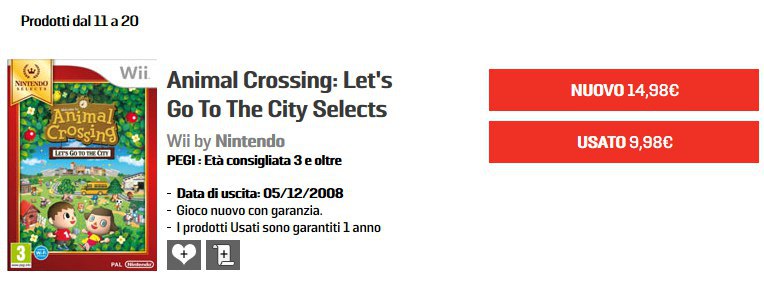 Prodotti dal 11 a 20
NINTENDO
SELECTS
Wii
Animal
Crossing
LET'S GO TO THE CITY
3
PAL Nintendo
Animal Crossing: Let's
Go To The City Selects
Wii by Nintendo
PEGI : Età consigliata 3 e oltre
- Data di uscita: 05/12/2008
- Gioco nuovo con garanzia.
- I prodotti Usati sono garantiti 1 anno
NUOVO 14,98€
USATO 9,98€